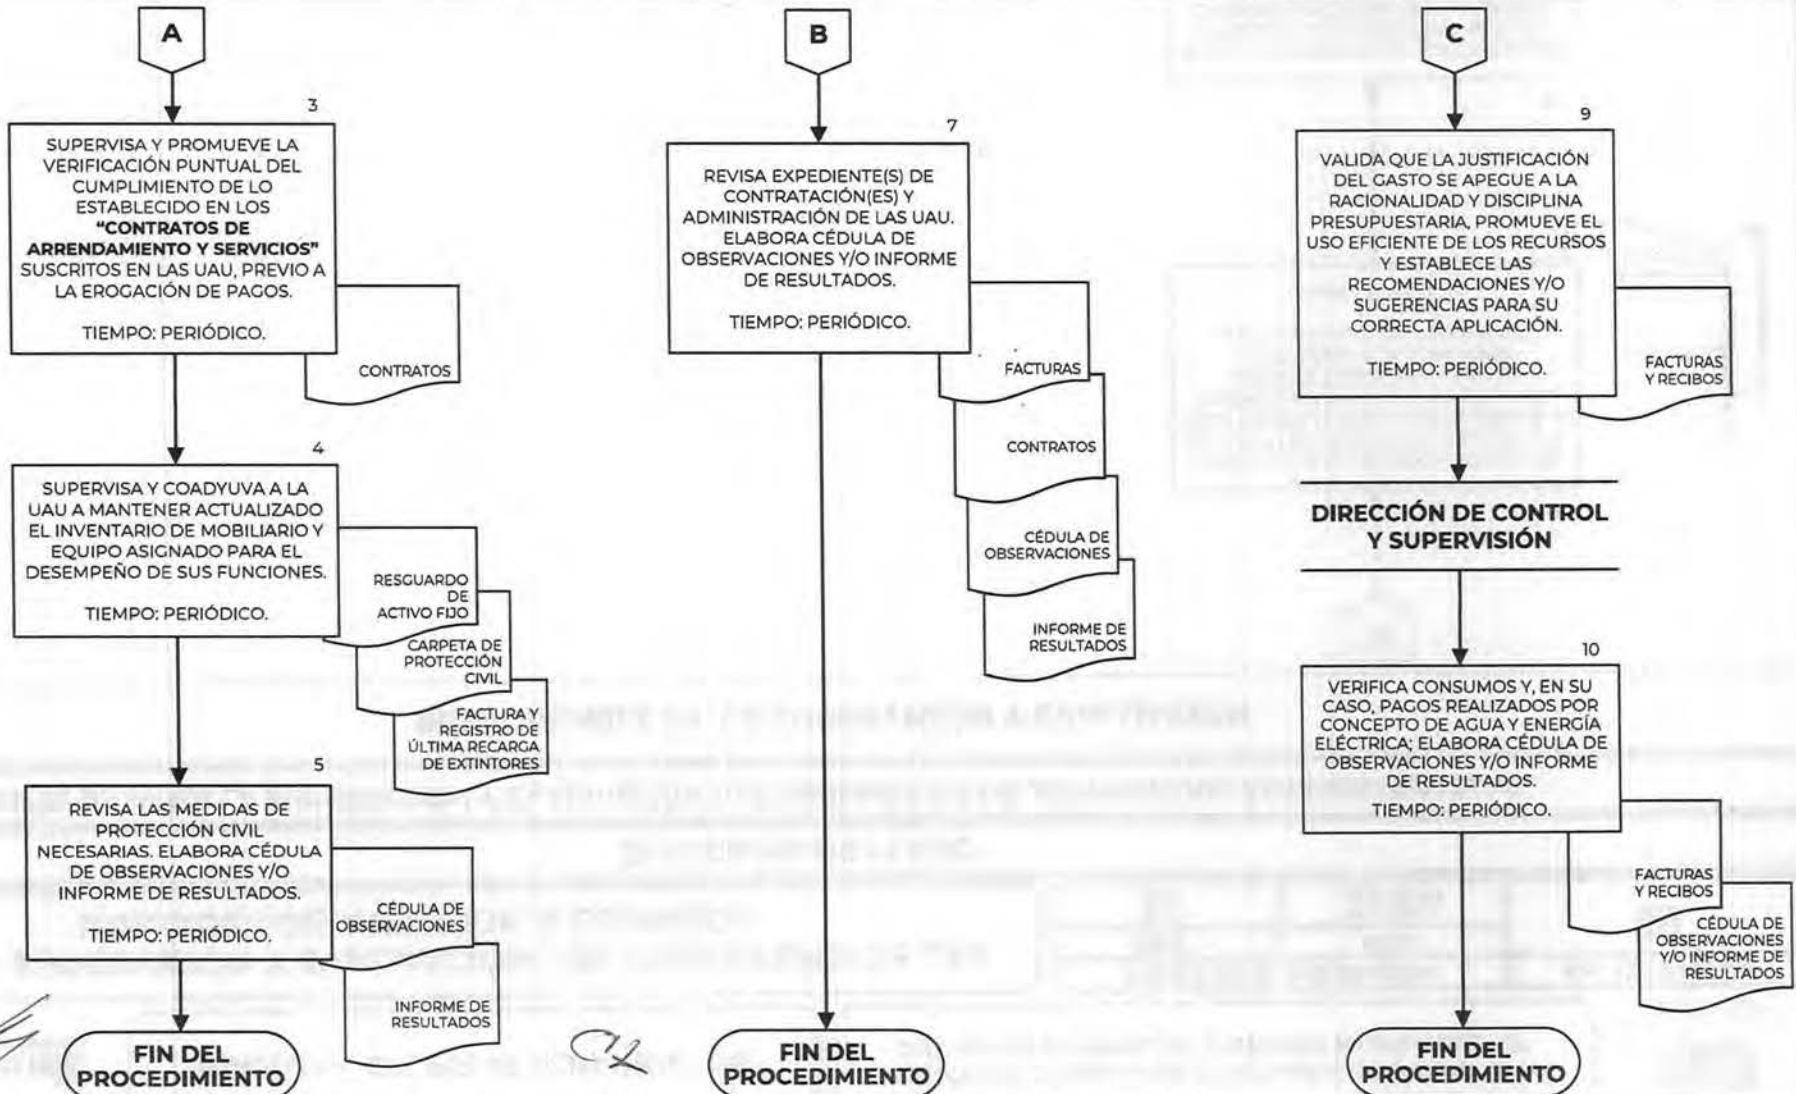 A
3
SUPERVISA Y PROMUEVE LA
VERIFICACIÓN PUNTUAL DEL
CUMPLIMIENTO DE LO
ESTABLECIDO EN LOS
“CONTRATOS DE
ARRENDAMIENTO Y SERVICIOS”
SUSCRITOS EN LAS UAU, PREVIO A
LA EROGACIÓN DE PAGOS.
TIEMPO: PERIÓDICO.
CONTRATOS
4
SUPERVISA Y COADYUVA A LA
UAU A MANTENER ACTUALIZADO
EL INVENTARIO DE MOBILIARIO Y
EQUIPO ASIGNADO PARA EL
DESEMPEÑO DE SUS FUNCIONES.
TIEMPO: PERIÓDICO.
RESGUARDO
DE
ACTIVO FIJO
CARPETA DE
PROTECCIÓN
CIVIL
FACTURA Y
REGISTRO DE
ÚLTIMA RECARGA
DE EXTINTORES
5
REVISA LAS MEDIDAS DE
PROTECCIÓN CIVIL
NECESARIAS. ELABORA CÉDULA
DE OBSERVACIONES Y/O
INFORME DE RESULTADOS.
TIEMPO: PERIÓDICO.
CÉDULA DE
OBSERVACIONES
INFORME DE
RESULTADOS
FIN DEL
PROCEDIMIENTO
B
7
REVISA EXPEDIENTE(S) DE
CONTRATACIÓN(ES) Y
ADMINISTRACIÓN DE LAS UAU.
ELABORA CÉDULA DE
OBSERVACIONES Y/O INFORME
DE RESULTADOS.
TIEMPO: PERIÓDICO.
FACTURAS
CONTRATOS
CÉDULA DE
OBSERVACIONES
INFORME DE
RESULTADOS
FIN DEL
PROCEDIMIENTO
C
9
VALIDA QUE LA JUSTIFICACIÓN
DEL GASTO SE APEGUE A LA
RACIONALIDAD Y DISCIPLINA
PRESUPUESTARIA, PROMUEVE EL
USO EFICIENTE DE LOS RECURSOS
Y ESTABLECE LAS
RECOMENDACIONES Y/O
SUGERENCIAS PARA SU
CORRECTA APLICACIÓN.
TIEMPO: PERIÓDICO.
FACTURAS
Y RECIBOS
DIRECCIÓN DE CONTROL
Y SUPERVISIÓN
10
VERIFICA CONSUMOS Y, EN SU
CASO, PAGOS REALIZADOS POR
CONCEPTO DE AGUA Y ENERGÍA
ELÉCTRICA; ELABORA CÉDULA DE
OBSERVACIONES Y/O INFORME
DE RESULTADOS.
TIEMPO: PERIÓDICO.
FACTURAS
Y RECIBOS
CÉDULA DE
OBSERVACIONES
Y/O INFORME DE
RESULTADOS
FIN DEL
PROCEDIMIENTO